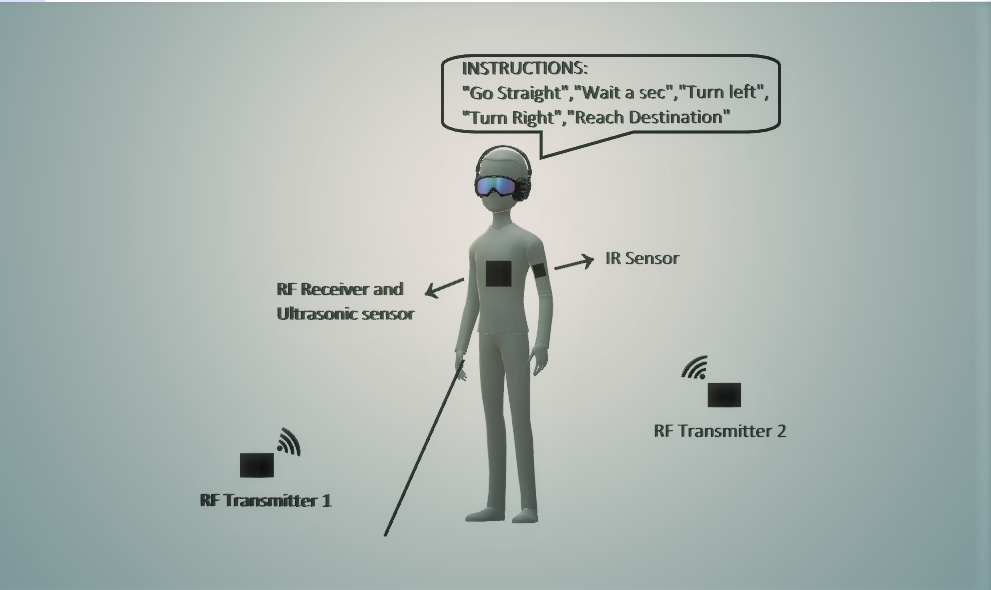 INSTRUCTIONS:
"Go Straight","Wait a sec","Turn left",
"Turn Right","Reach Destination"
IR Sensor
RF Receiver and
Ultrasonic sensor
RF Transmitter 2
RF Transmitter 1